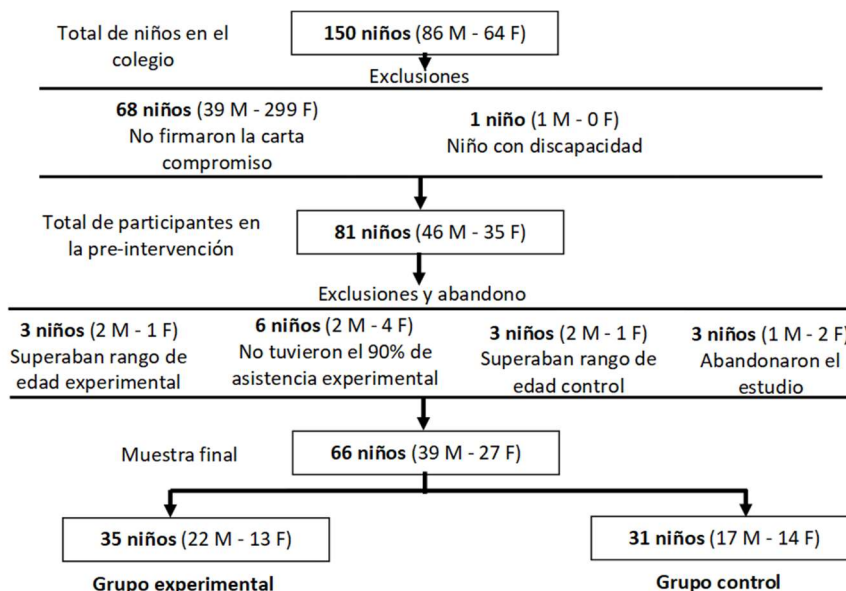 Total de niños en el
colegio
150 niños (86 M - 64 F)
Exclusiones
68 niños (39 M - 299 F)
No firmaron la carta
compromiso
1 niño (1 M - 0 F)
Niño con discapacidad
Total de participantes en
la pre-intervención
81 niños (46 M - 35 F)
Exclusiones y abandono
3 niños (2 M - 1 F)
Superaban rango de
edad experimental
6 niños (2 M - 4 F)
No tuvieron el 90% de
asistencia experimental
3 niños (2 M - 1 F)
Superaban rango de
edad control
3 niños (1 M - 2 F)
Abandonaron el
estudio
Muestra final
66 niños (39 M - 27 F)
35 niños (22 M - 13 F)
Grupo experimental
31 niños (17 M - 14 F)
Grupo control